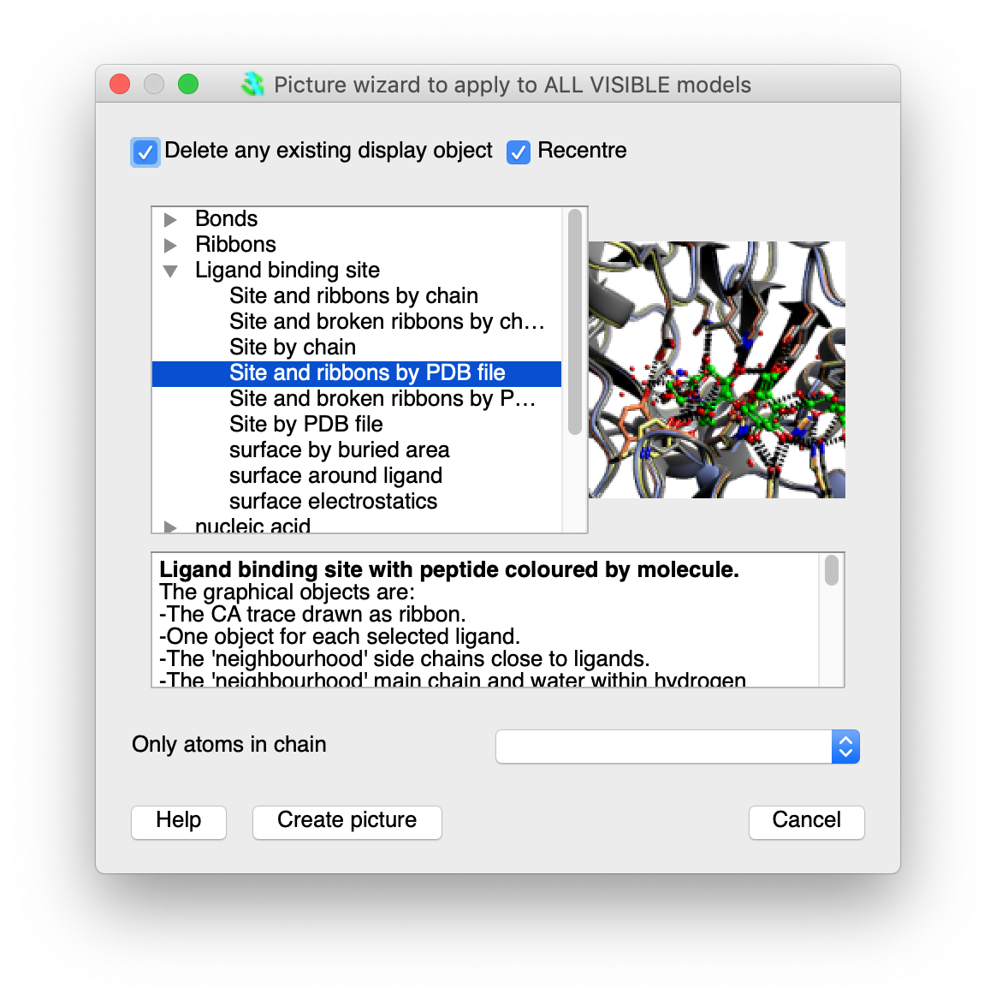 Picture wizard to apply to ALL VISIBLE models
Delete any existing display object Recentre
Bonds
Ribbons
Ligand binding site
Site and ribbons by chain
Site and broken ribbons by ch...
Site by chain
Site and ribbons by PDB file
Site and broken ribbons by P...
Site by PDB file
surface by buried area
surface around ligand
surface electrostatics
nucleic acid
Ligand binding site with peptide coloured by molecule.
The graphical objects are:
-The CA trace drawn as ribbon.
-One object for each selected ligand.
-The 'neighbourhood' side chains close to ligands.
-The 'neighbourhood' main chain and water within hydrogen
Only atoms in chain
Help Create picture Cancel